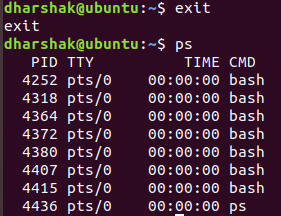 dharshak@ubuntu:~$ exit
exit
dharshak@ubuntu:~$ ps
PID TTY TIME CMD
4252 pts/0 00:00:00 bash
4318 pts/0 00:00:00 bash
4364 pts/0 00:00:00 bash
4372 pts/0 00:00:00 bash
4380 pts/0 00:00:00 bash
4407 pts/0 00:00:00 bash
4415 pts/0 00:00:00 bash
4436 pts/0 00:00:00 ps